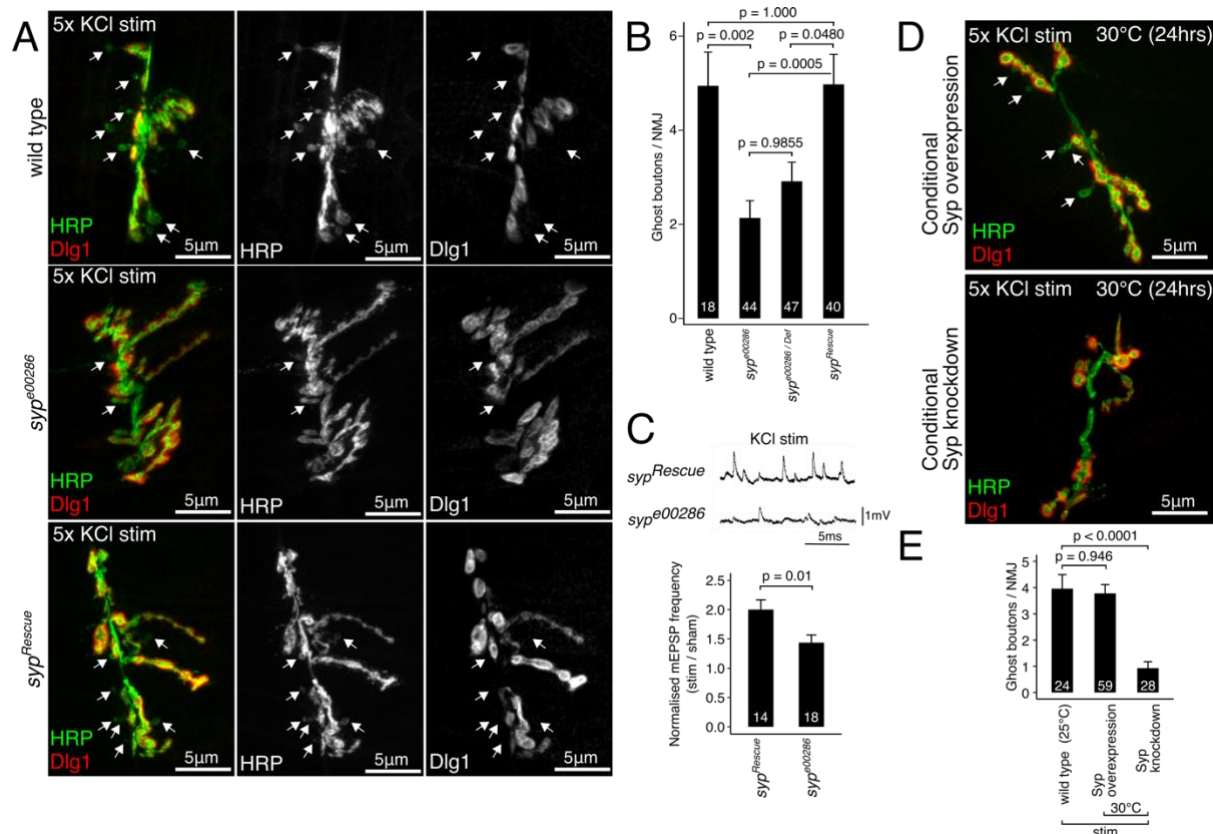 A
5x KCl stim
HRP
Dlg1
5µm
HRP
5µm
Dlg1
5µm
wild type
5x KCl stim
HRP
Dlg1
5µm
HRP
5µm
Dlg1
5µm
syp^e00286
5x KCl stim
HRP
Dlg1
5µm
HRP
5µm
Dlg1
5µm
syp^Rescue
B
p = 1.000
p = 0.002
p = 0.0480
p = 0.0005
p = 0.9855
Ghost boutons / NMJ
6
4
2
0
18
44
47
40
wild type
syp^e00286
syp^e00286 / Def
syp^Rescue
C
KCl stim
syp^Rescue
syp^e00286
1mV
5ms
p = 0.01
Normalised mEPSP frequency
(stim / sham)
2.5
2.0
1.5
1.0
0.5
0.0
14
18
syp^Rescue
syp^e00286
D
5x KCl stim 30°C (24hrs)
Conditional
Syp overexpression
HRP
Dlg1
5µm
5x KCl stim 30°C (24hrs)
Conditional
Syp knockdown
HRP
Dlg1
5µm
E
p < 0.0001
p = 0.946
Ghost boutons / NMJ
5
4
3
2
1
0
24
59
28
wild type (25°C)
Syp
overexpression
Syp
knockdown
30°C
stim